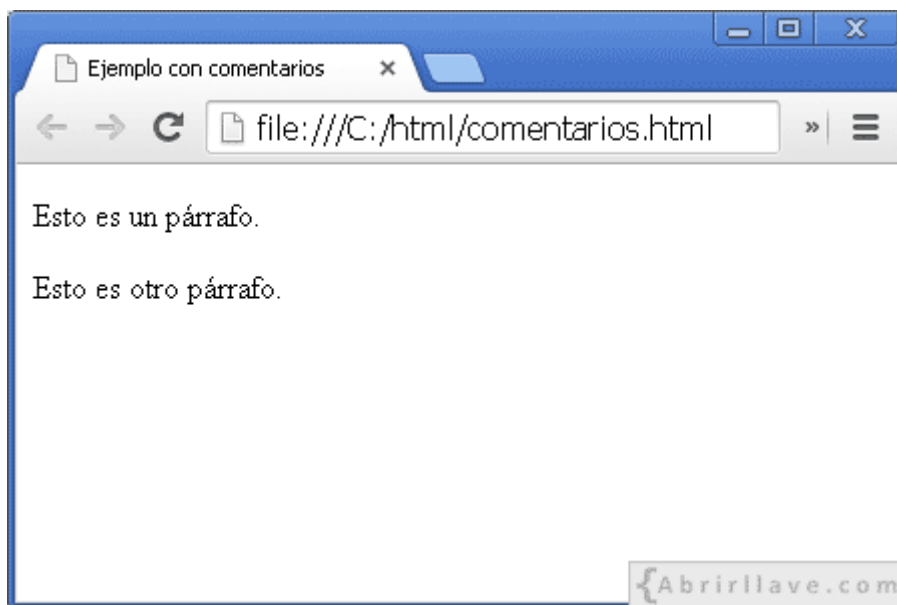 Ejemplo con comentarios
file:///C:/html/comentarios.html
Esto es un párrafo.
Esto es otro párrafo.
{Abrirllave.com